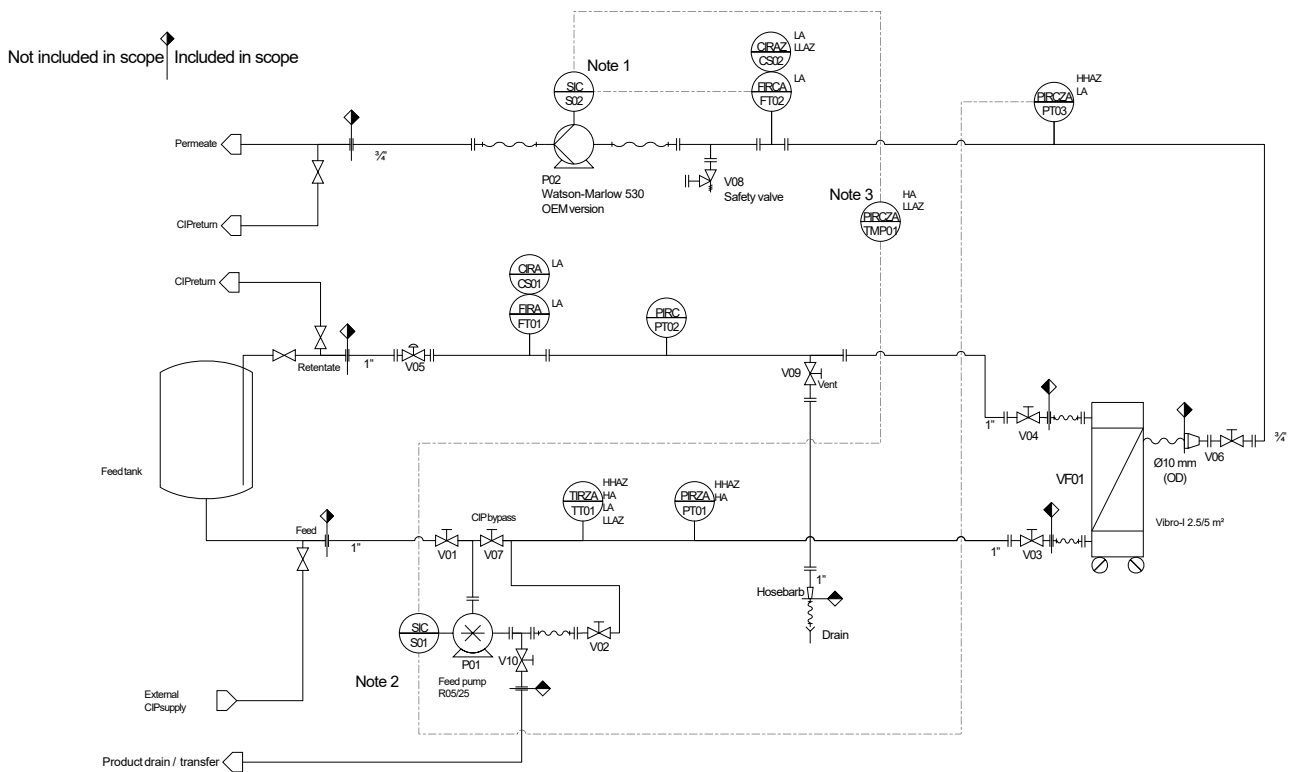 Not included in scope
Included in scope
Note 1
CIRAZ
CS02
LA
LLAZ
SIC
S02
FIRCA
FT02
LA
PIRCZA
PT03
HHAZ
LA
Permeate
¾"
P02
Watson-Marlow 530
OEM version
V08
Safety valve
CIPreturn
Note 3
PIRCZA
TMP01
HA
LLAZ
CIPreturn
CIRA
CS01
LA
FIRA
FT01
LA
PIRC
PT02
Retentate
1"
V05
V09
Vent
Feed tank
1"
V04
V06
¾"
Ø10 mm
(OD)
VF01
Vibro-I 2.5/5 m²
Feed
1"
V01
CIPbypass
V07
TIRZA
TT01
HHAZ
HA
LA
LLAZ
PIRZA
PT01
HHAZ
HA
1"
V03
1"
Hosebarb
Drain
SIC
S01
P01
Feed pump
R05/25
V10
V02
Note 2
External
CIPsupply
Product drain / transfer